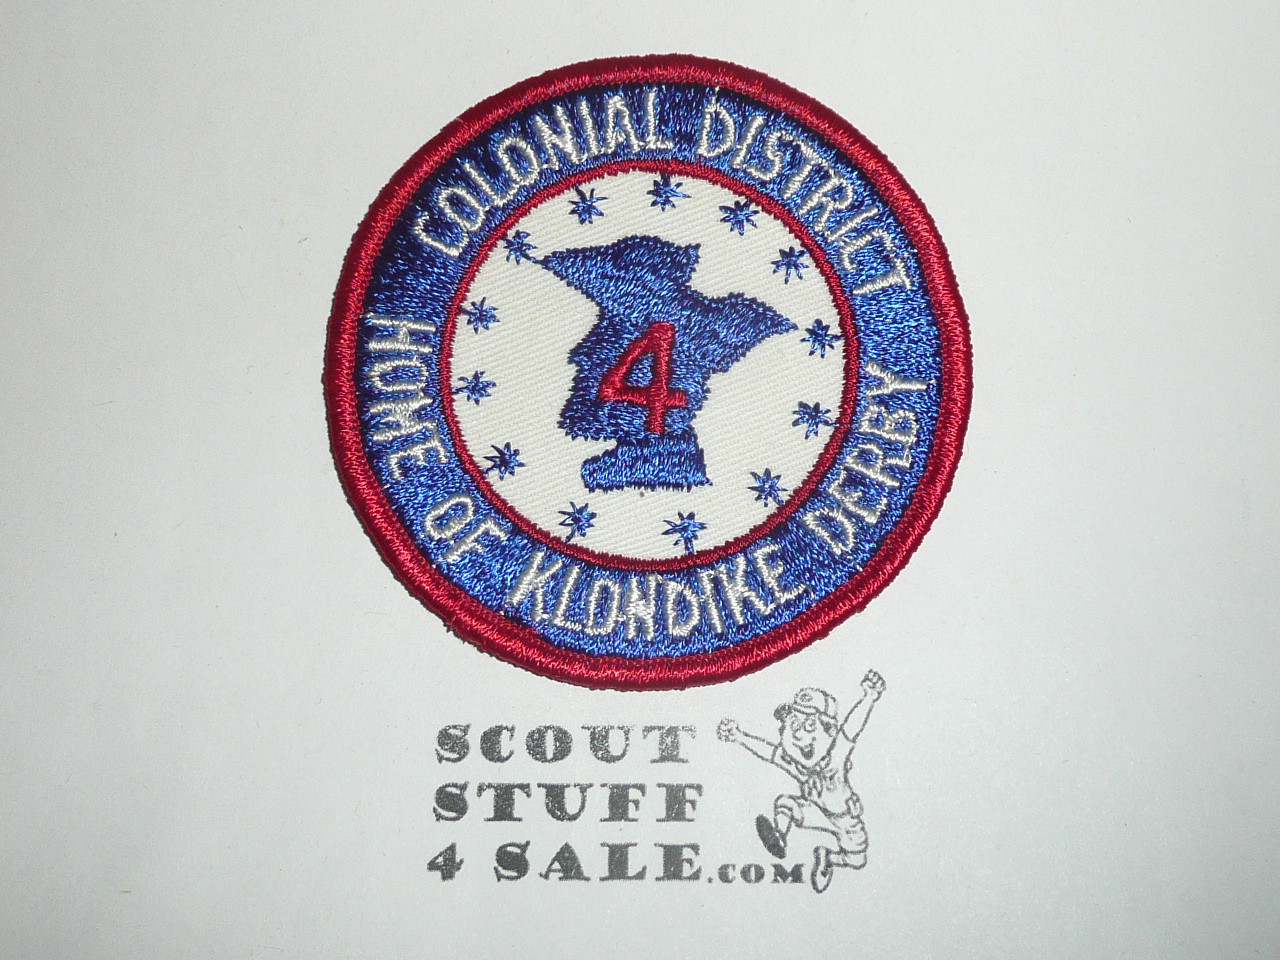 COLONIAL DISTRICT
4
HOME OF KLONDIKE DERBY
SCOUT
STUFF
4 SALE.COM